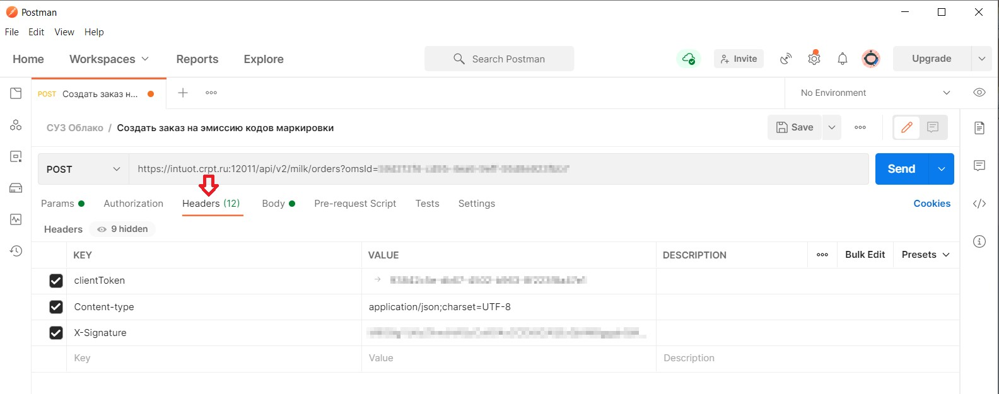 Postman
File Edit View Help
Home Workspaces Reports Explore Search Postman Invite Upgrade
POST Создать заказ н... No Environment
СУЗ Облако / Создать заказ на эмиссию кодов маркировки Save
POST https://intuot.crpt.ru:12011/api/v2/milk/orders?omsId= Send
Params Authorization Headers (12) Body Pre-request Script Tests Settings Cookies
Headers 9 hidden
KEY VALUE DESCRIPTION Bulk Edit Presets
clientToken
Content-type application/json;charset=UTF-8
X-Signature
Key Value Description